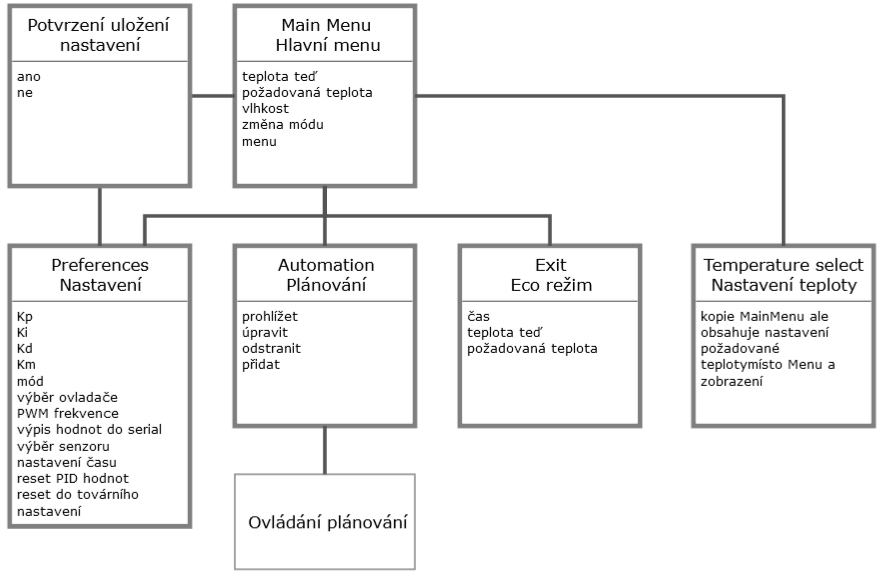 Potvrzení uložení
nastavení
ano
ne
Main Menu
Hlavní menu
teplota teď
požadovaná teplota
vlhkost
změna módu
menu
Preferences
Nastavení
Kp
Ki
Kd
Km
mód
výběr ovladače
PWM frekvence
výpis hodnot do serial
výběr senzoru
nastavení času
reset PID hodnot
reset do továrního
nastavení
Automation
Plánování
prohlížet
úpravit
odstranit
přidat
Ovládání plánování
Exit
Eco režim
čas
teplota teď
požadovaná teplota
Temperature select
Nastavení teploty
kopie MainMenu ale
obsahuje nastavení
požadované
teplotymísto Menu a
zobrazení